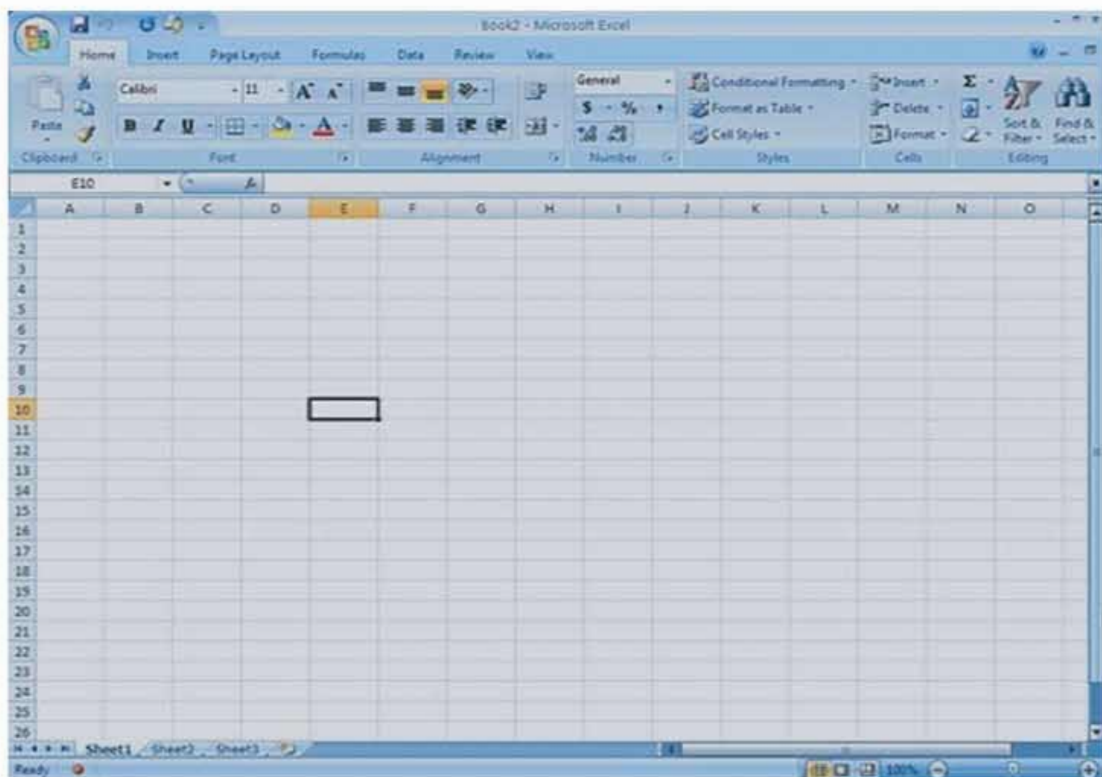 Book2 - Microsoft Excel
Home Insert Page Layout Formulas Data Review View
Calibri 11 A A General Conditional Formatting Insert Σ
Paste B I U A $ % , Format as Table Delete Sort & Filter Find & Select
Cell Styles Format
Clipboard Font Alignment Number Styles Cells Editing
E10 fx
A B C D E F G H I J K L M N O
1
2
3
4
5
6
7
8
9
10
11
12
13
14
15
16
17
18
19
20
21
22
23
24
25
26
Sheet1 Sheet2 Sheet3
Ready 100%